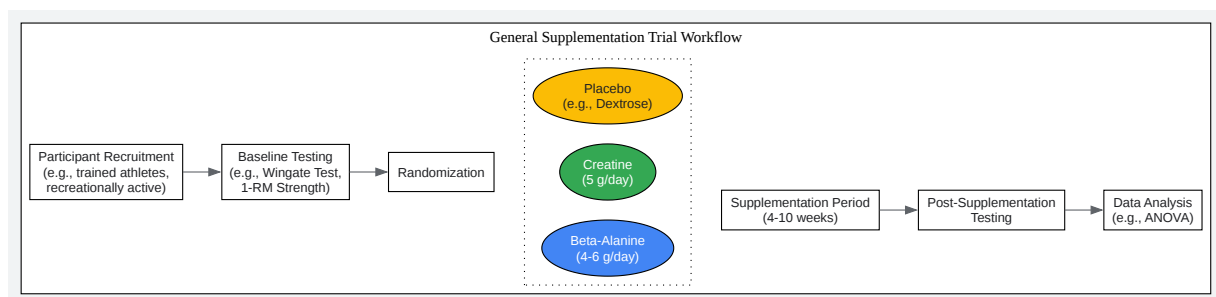 General Supplementation Trial Workflow
Participant Recruitment
(e.g., trained athletes,
recreationally active)
Baseline Testing
(e.g., Wingate Test,
1-RM Strength)
Randomization
Placebo
(e.g., Dextrose)
Creatine
(5 g/day)
Beta-Alanine
(4-6 g/day)
Supplementation Period
(4-10 weeks)
Post-Supplementation
Testing
Data Analysis
(e.g., ANOVA)